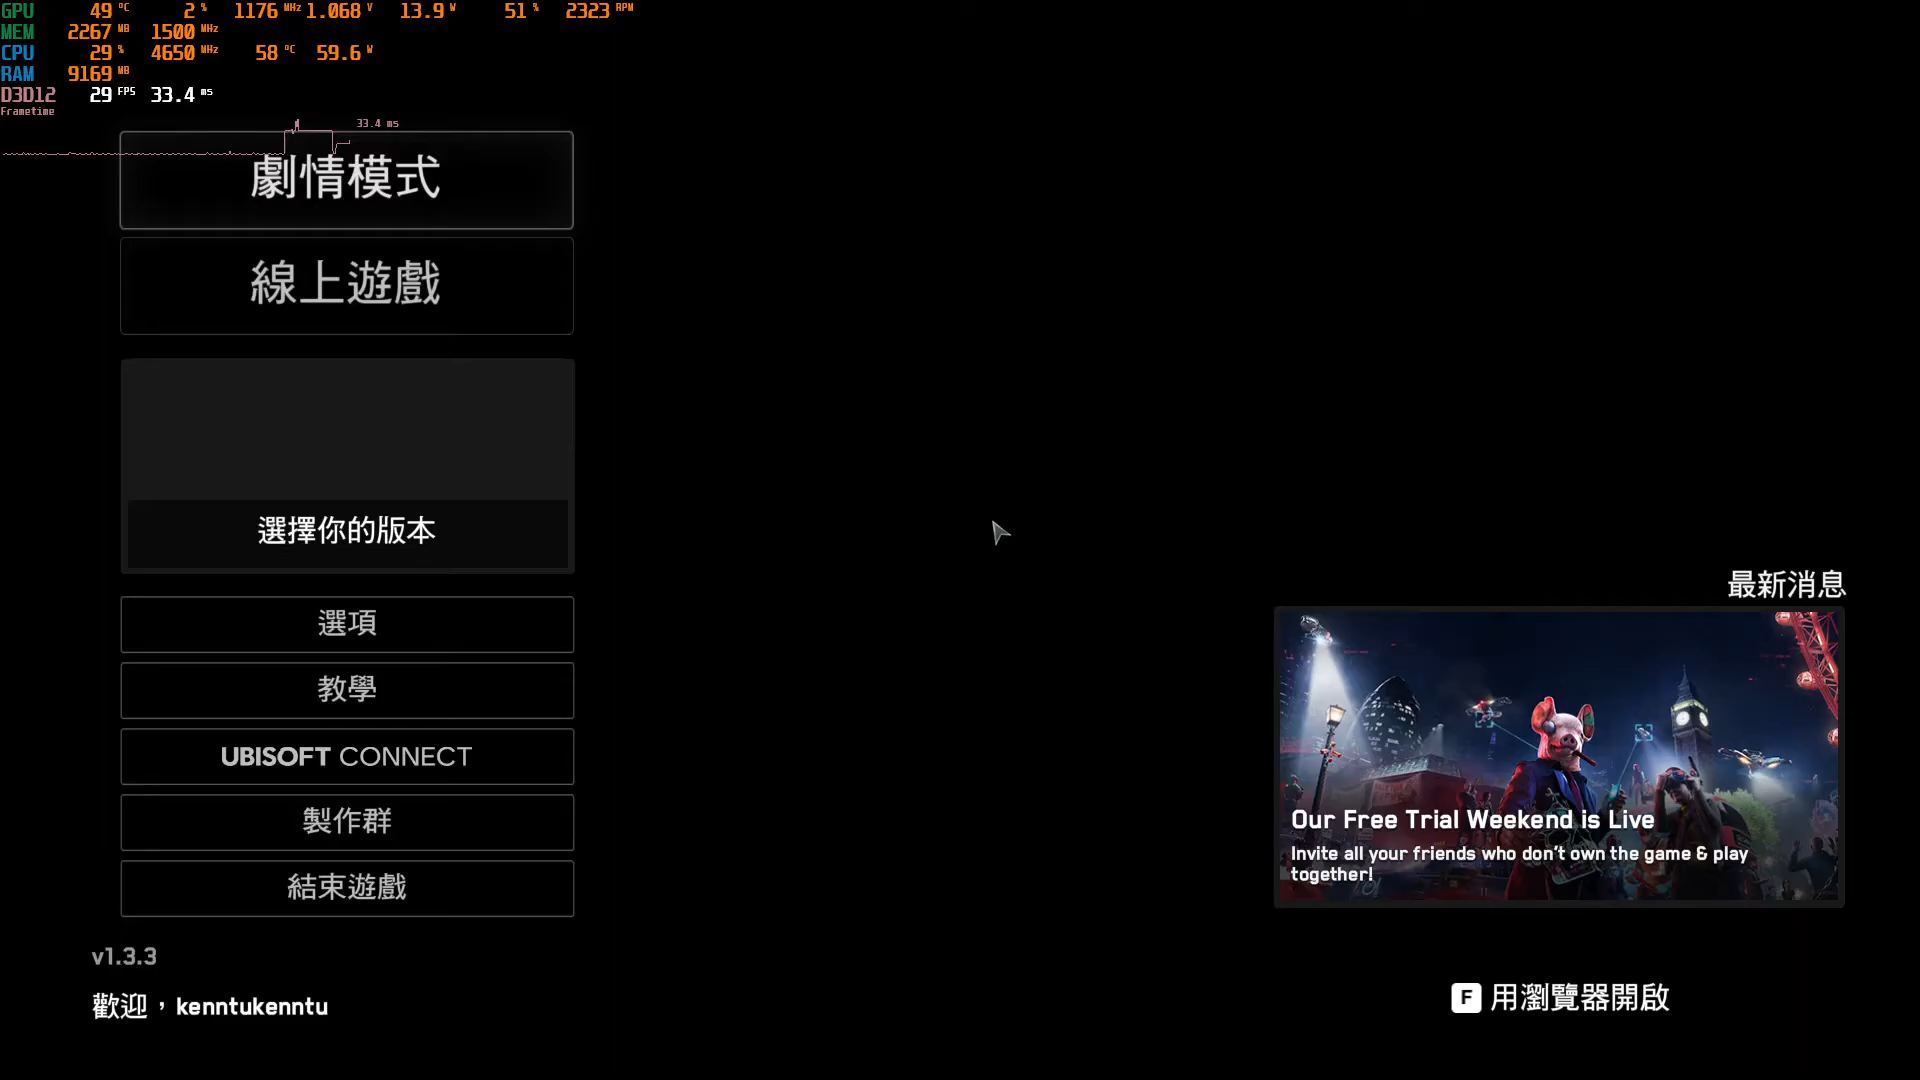 GPU 49 °C 2 % 1176 MHz 1.068 V 13.9 W 51 % 2323 RPM
MEM 2267 MB 1500 MHz
CPU 29 % 4650 MHz 58 °C 59.6 W
RAM 9169 MB
D3D12 29 FPS 33.4 ms
Frametime
33.4 ms
劇情模式
線上遊戲
選擇你的版本
選項
教學
UBISOFT CONNECT
製作群
結束遊戲
v1.3.3
歡迎，kenntukenntu
最新消息
Our Free Trial Weekend is Live
Invite all your friends who don't own the game & play
together!
F 用瀏覽器開啟